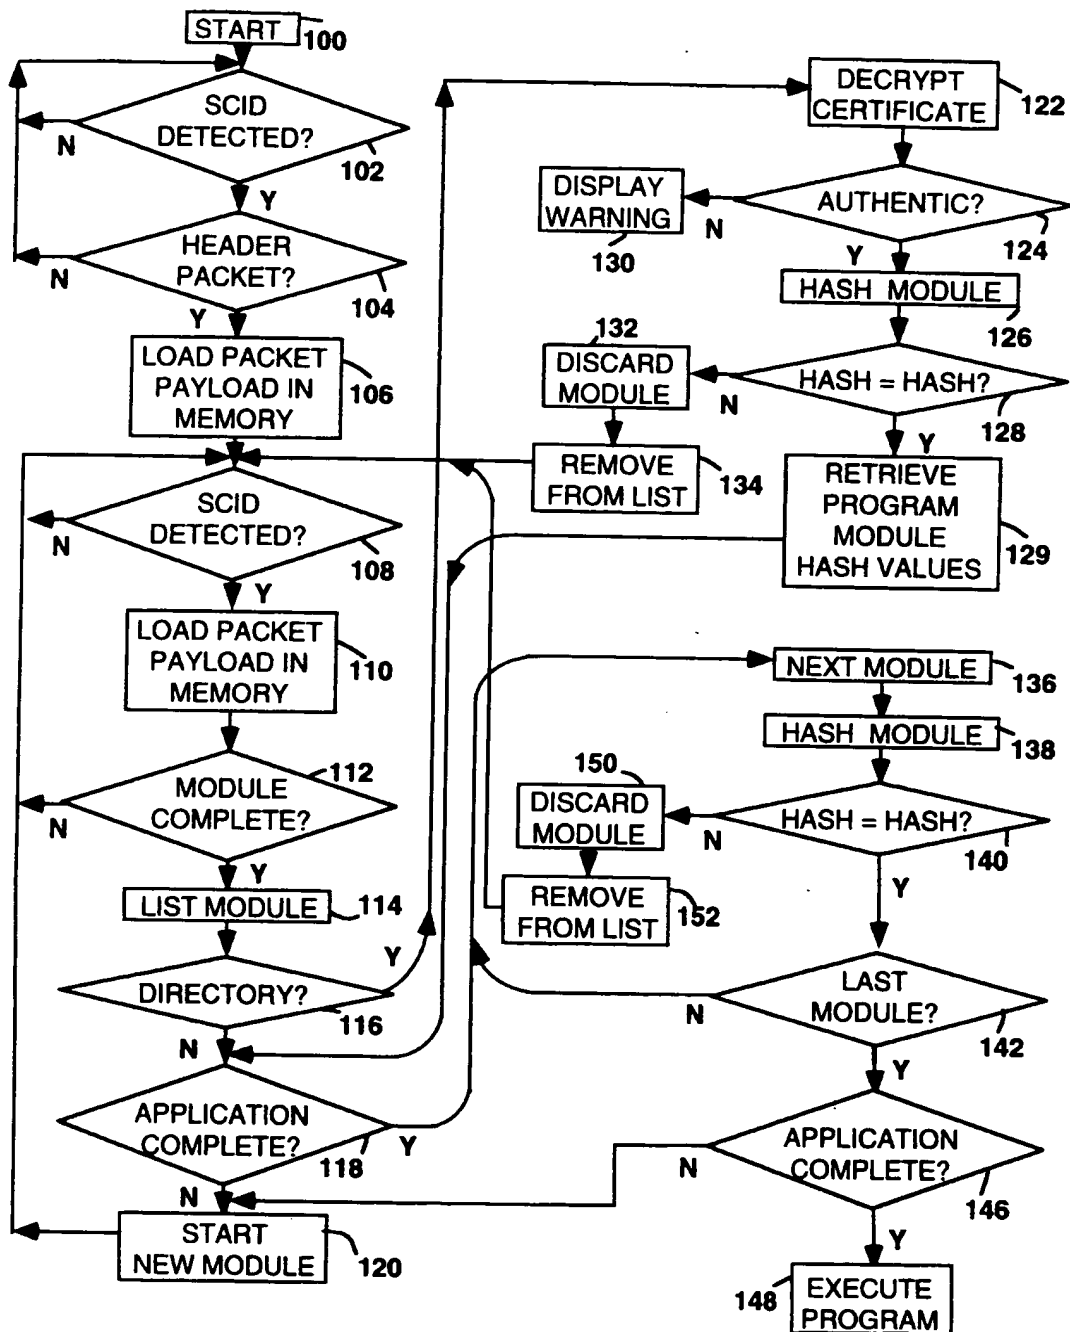 START
100
SCID
DETECTED?
102
N
Y
HEADER
PACKET?
104
N
Y
LOAD PACKET
PAYLOAD IN
MEMORY
106
SCID
DETECTED?
108
N
Y
LOAD PACKET
PAYLOAD IN
MEMORY
110
MODULE
COMPLETE?
112
N
Y
LIST MODULE
114
DIRECTORY?
116
Y
N
APPLICATION
COMPLETE?
118
Y
N
START
NEW MODULE
120
DECRYPT
CERTIFICATE
122
AUTHENTIC?
124
N
Y
DISPLAY
WARNING
130
HASH MODULE
126
HASH = HASH?
128
N
Y
132
DISCARD
MODULE
REMOVE
FROM LIST
134
RETRIEVE
PROGRAM
MODULE
HASH VALUES
129
NEXT MODULE
136
HASH MODULE
138
HASH = HASH?
140
N
Y
150
DISCARD
MODULE
REMOVE
FROM LIST
152
LAST
MODULE?
142
N
Y
APPLICATION
COMPLETE?
146
N
Y
EXECUTE
PROGRAM
148